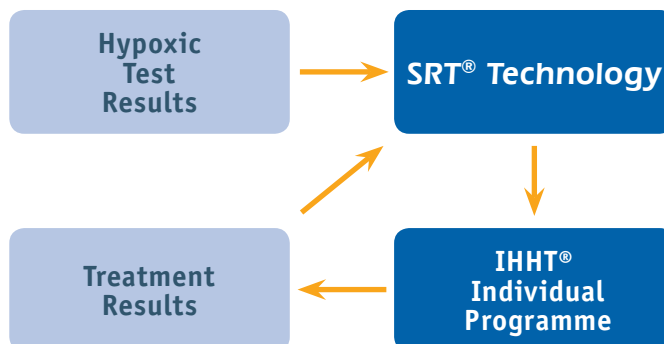 Hypoxic
Test
Results
SRT® Technology
Treatment
Results
IHHT®
Individual
Programme